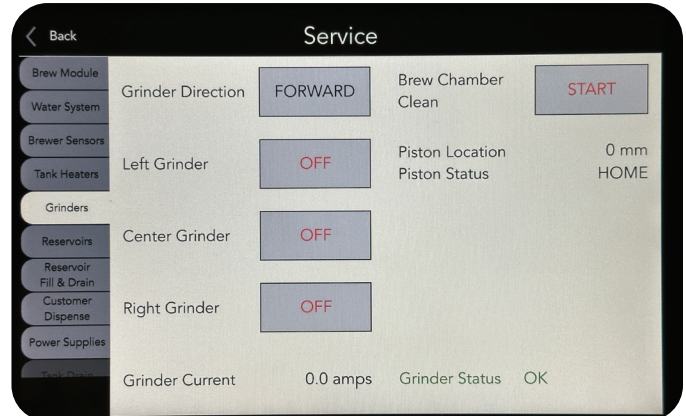 Back
Service
Brew Module
Water System
Brewer Sensors
Tank Heaters
Grinders
Reservoirs
Reservoir
Fill & Drain
Customer
Dispense
Power Supplies
Tank Drain
Grinder Direction
FORWARD
Brew Chamber
Clean
START
Left Grinder
OFF
Piston Location
0 mm
Piston Status
HOME
Center Grinder
OFF
Right Grinder
OFF
Grinder Current
0.0 amps
Grinder Status
OK